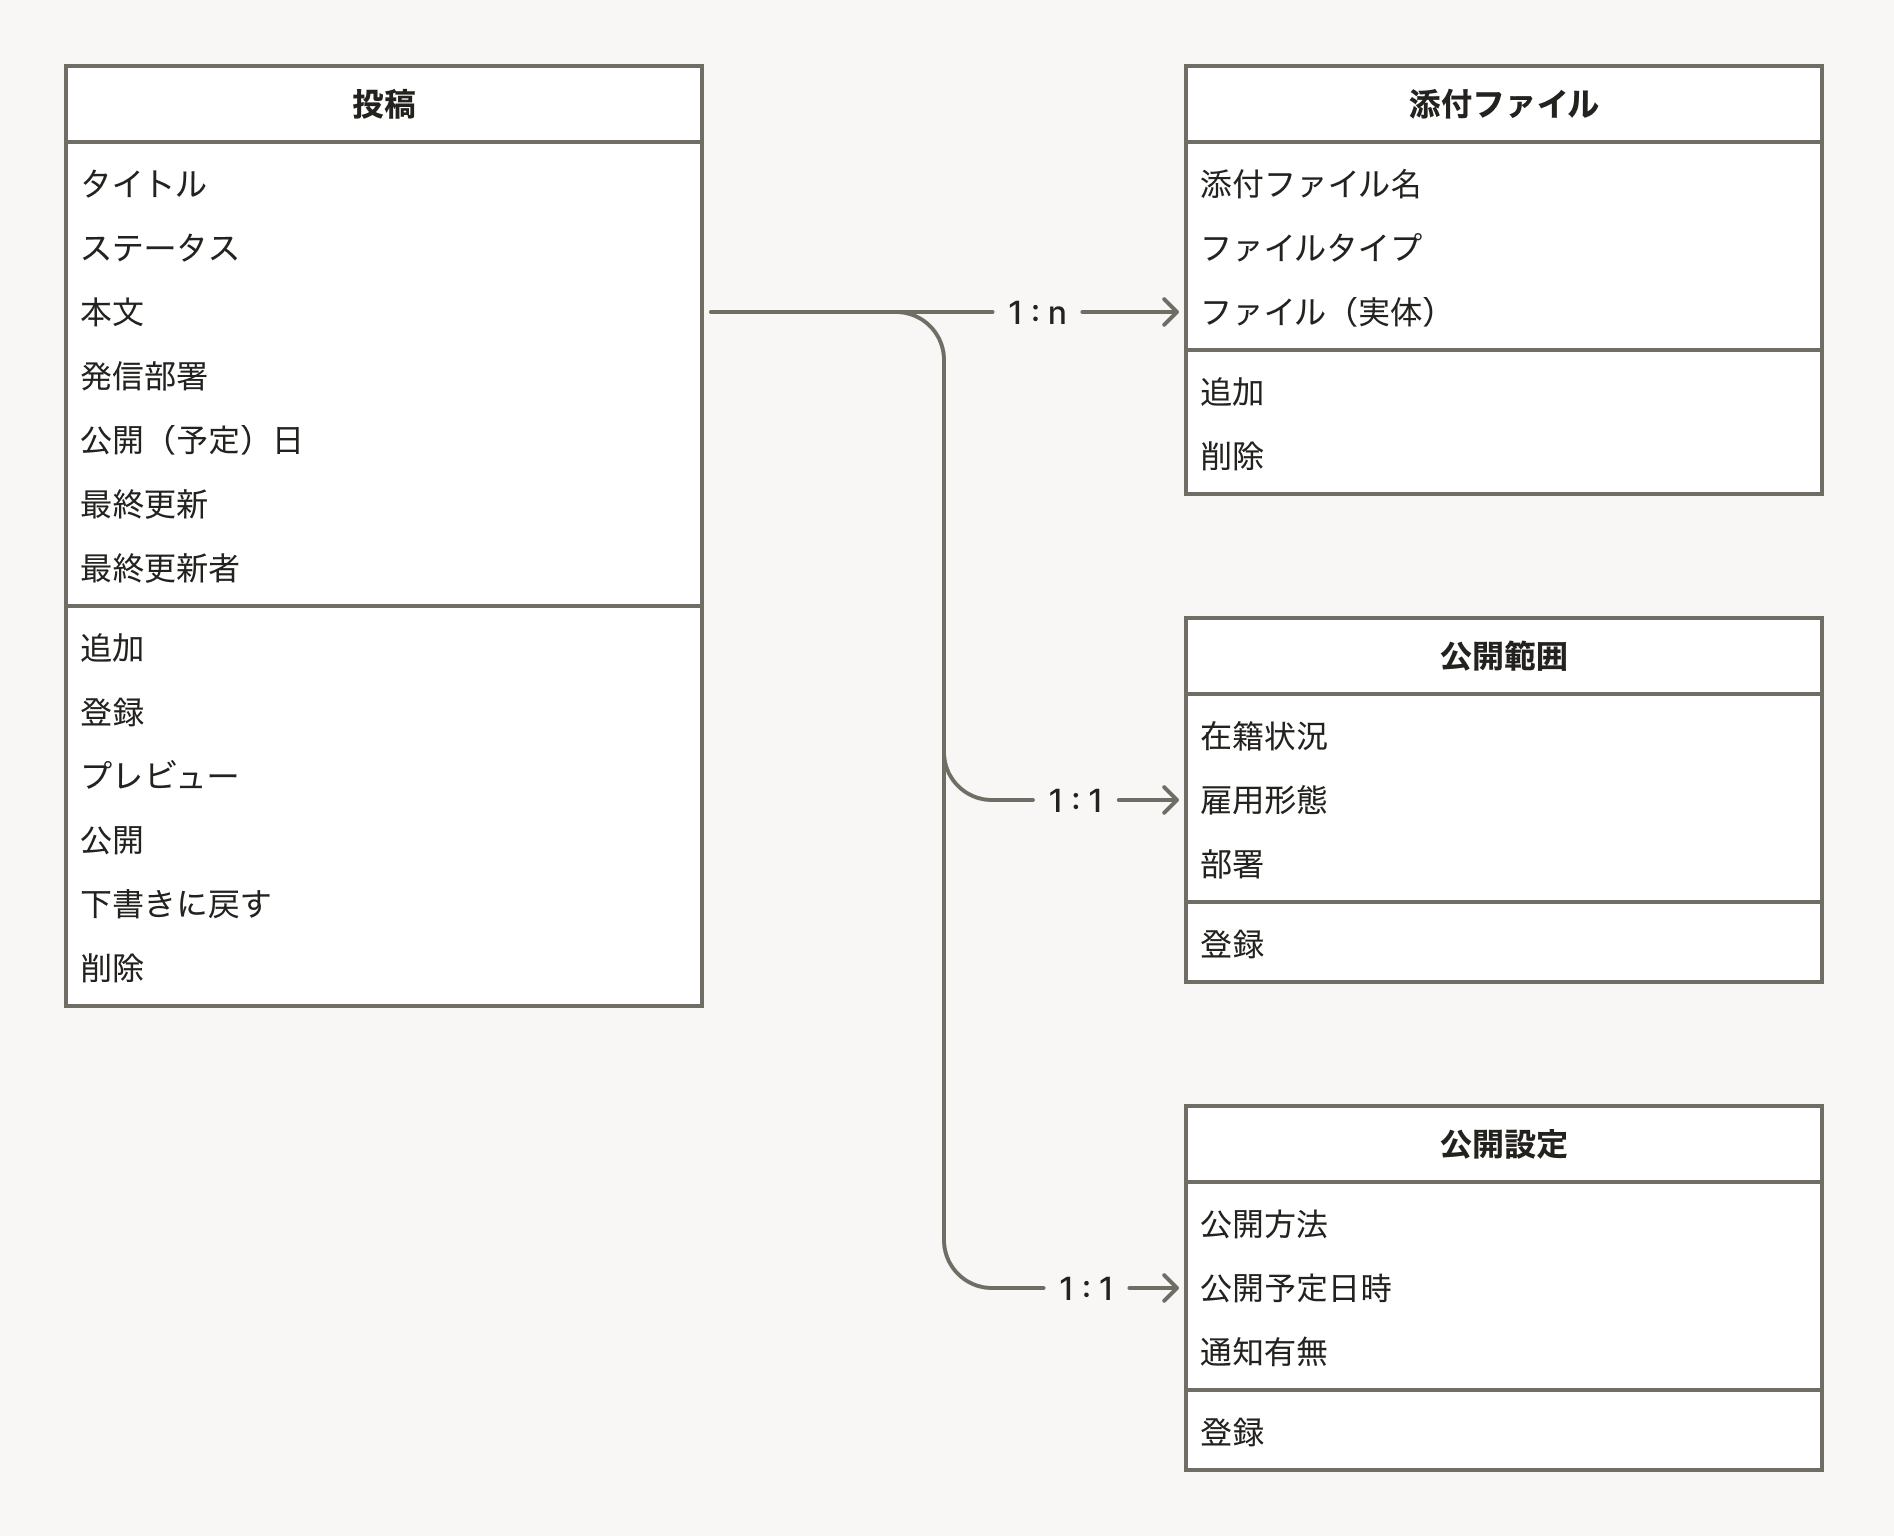 投稿
タイトル
ステータス
本文
発信部署
公開（予定）日
最終更新
最終更新者
追加
登録
プレビュー
公開
下書きに戻す
削除
1:n
1:1
1:1
添付ファイル
添付ファイル名
ファイルタイプ
ファイル（実体）
追加
削除
公開範囲
在籍状況
雇用形態
部署
登録
公開設定
公開方法
公開予定日時
通知有無
登録